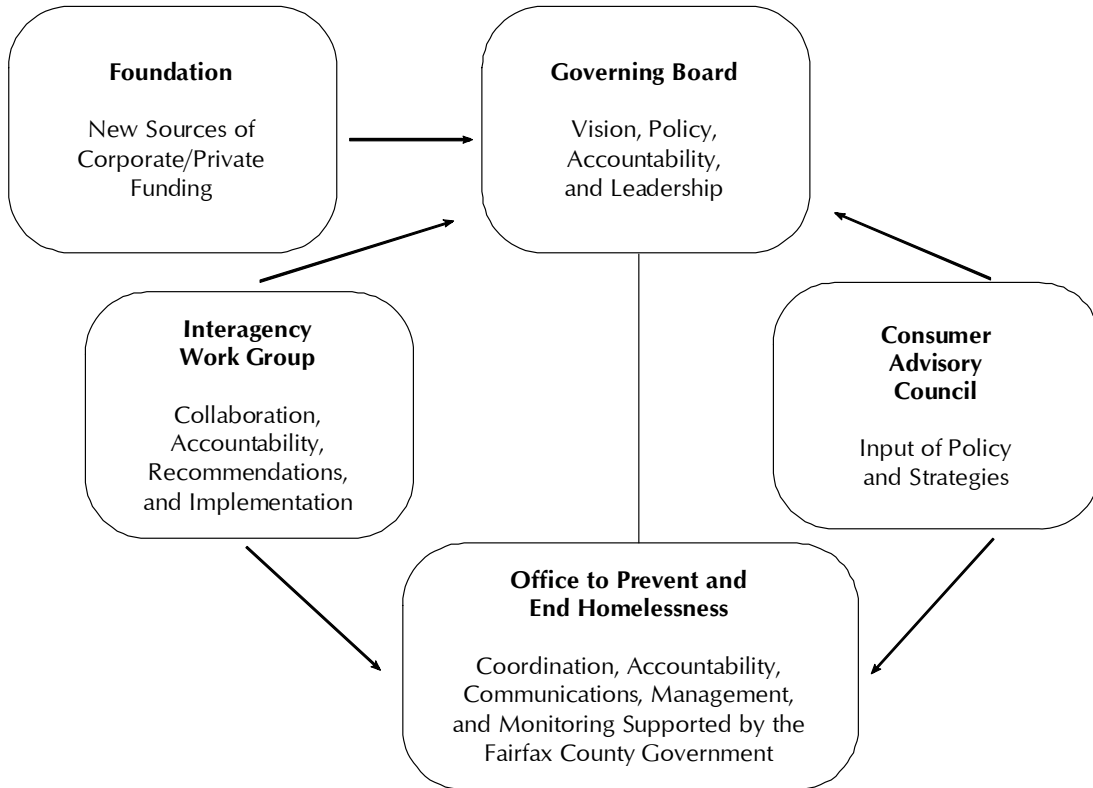 Foundation
New Sources of
Corporate/Private
Funding
Governing Board
Vision, Policy,
Accountability,
and Leadership
Interagency
Work Group
Collaboration,
Accountability,
Recommendations,
and Implementation
Consumer
Advisory
Council
Input of Policy
and Strategies
Office to Prevent and
End Homelessness
Coordination, Accountability,
Communications, Management,
and Monitoring Supported by the
Fairfax County Government